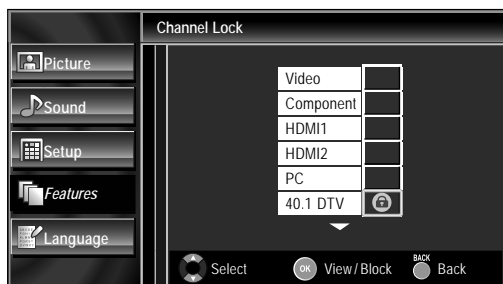 Channel Lock
Picture
Sound
Setup
Features
Language
Video
Component
HDMI1
HDMI2
PC
40.1 DTV
Select
OK View/Block
BACK Back